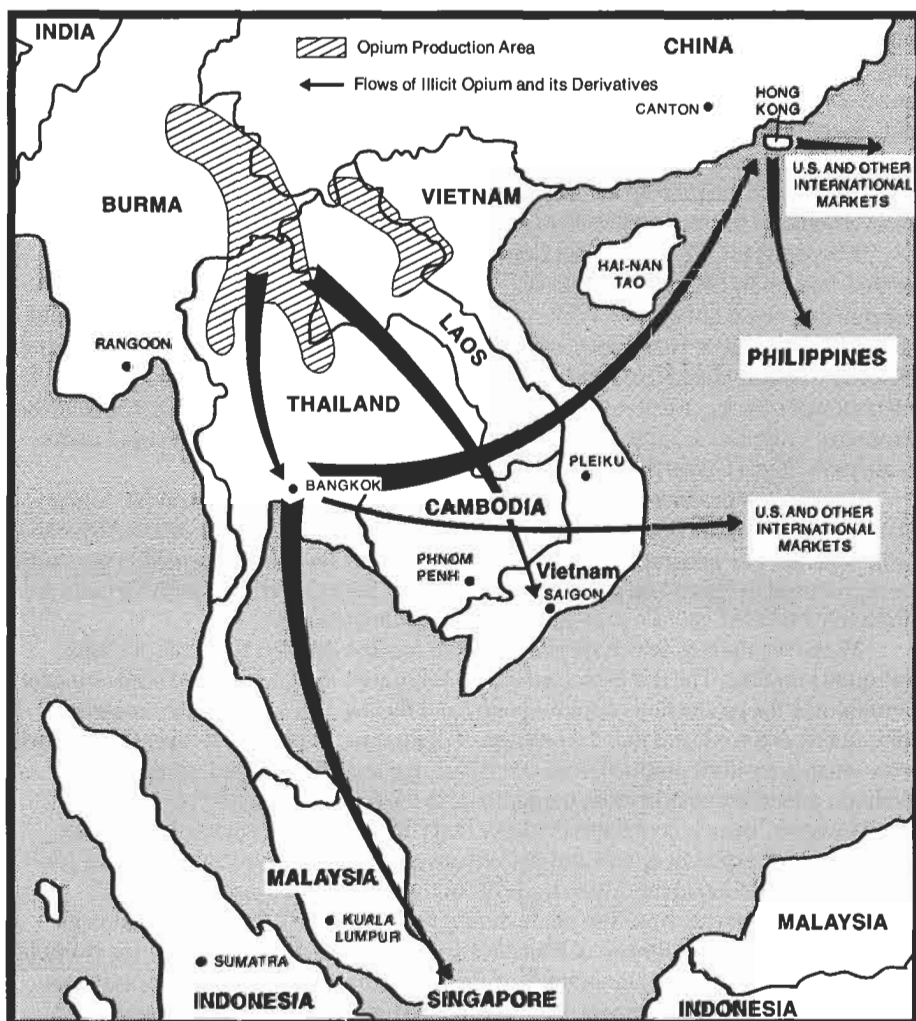 INDIA
Opium Production Area
CHINA
Flows of Illicit Opium and its Derivatives
CANTON
HONG
KONG
U.S. AND OTHER
INTERNATIONAL
MARKETS
BURMA
VIETNAM
HAI-NAN
TAO
LAOS
RANGOON
PHILIPPINES
THAILAND
PLEIKU
BANGKOK
CAMBODIA
U.S. AND OTHER
INTERNATIONAL
MARKETS
PHNOM
PENH
Vietnam
SAIGON
MALAYSIA
KUALA
LUMPUR
MALAYSIA
SUMATRA
INDONESIA
SINGAPORE
INDONESIA